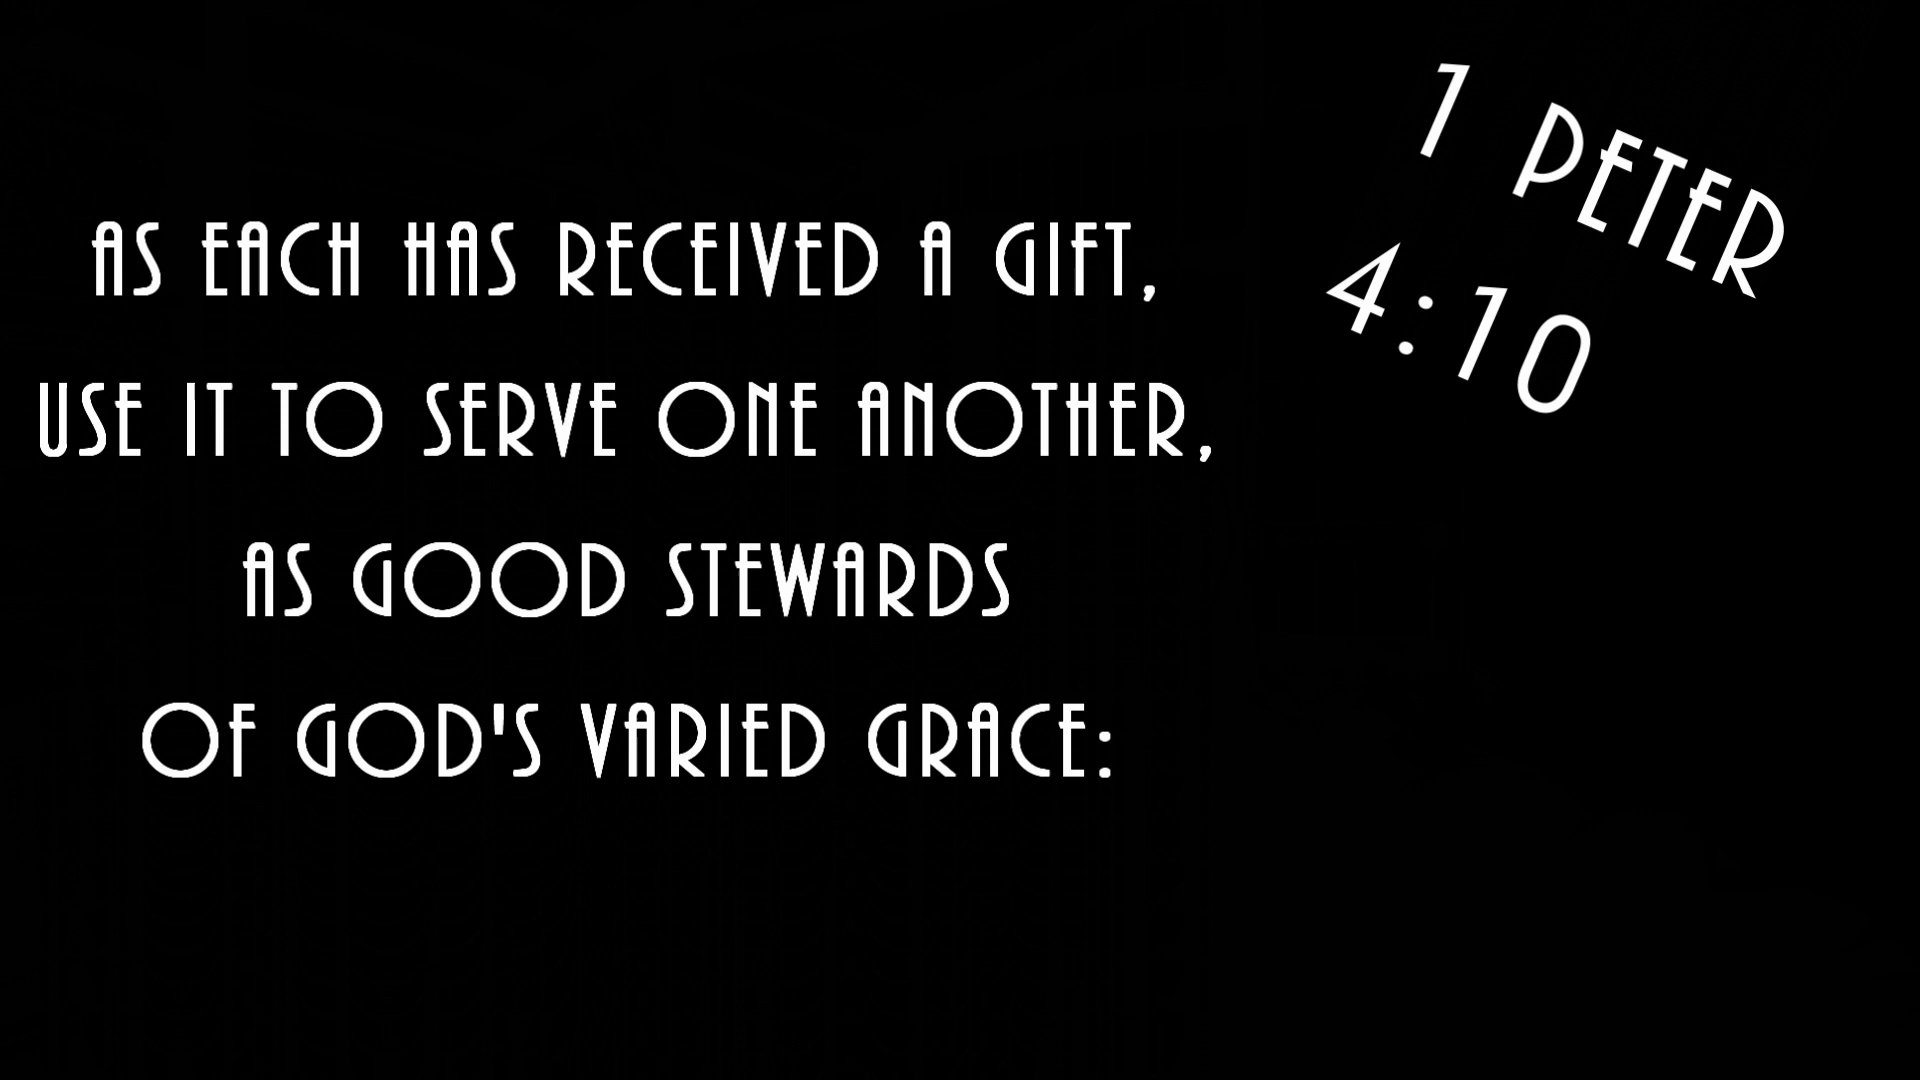 AS EACH HAS RECEIVED A GIFT,
USE IT TO SERVE ONE ANOTHER,
AS GOOD STEWARDS
OF GOD'S VARIED GRACE:
1 PETER
4:10